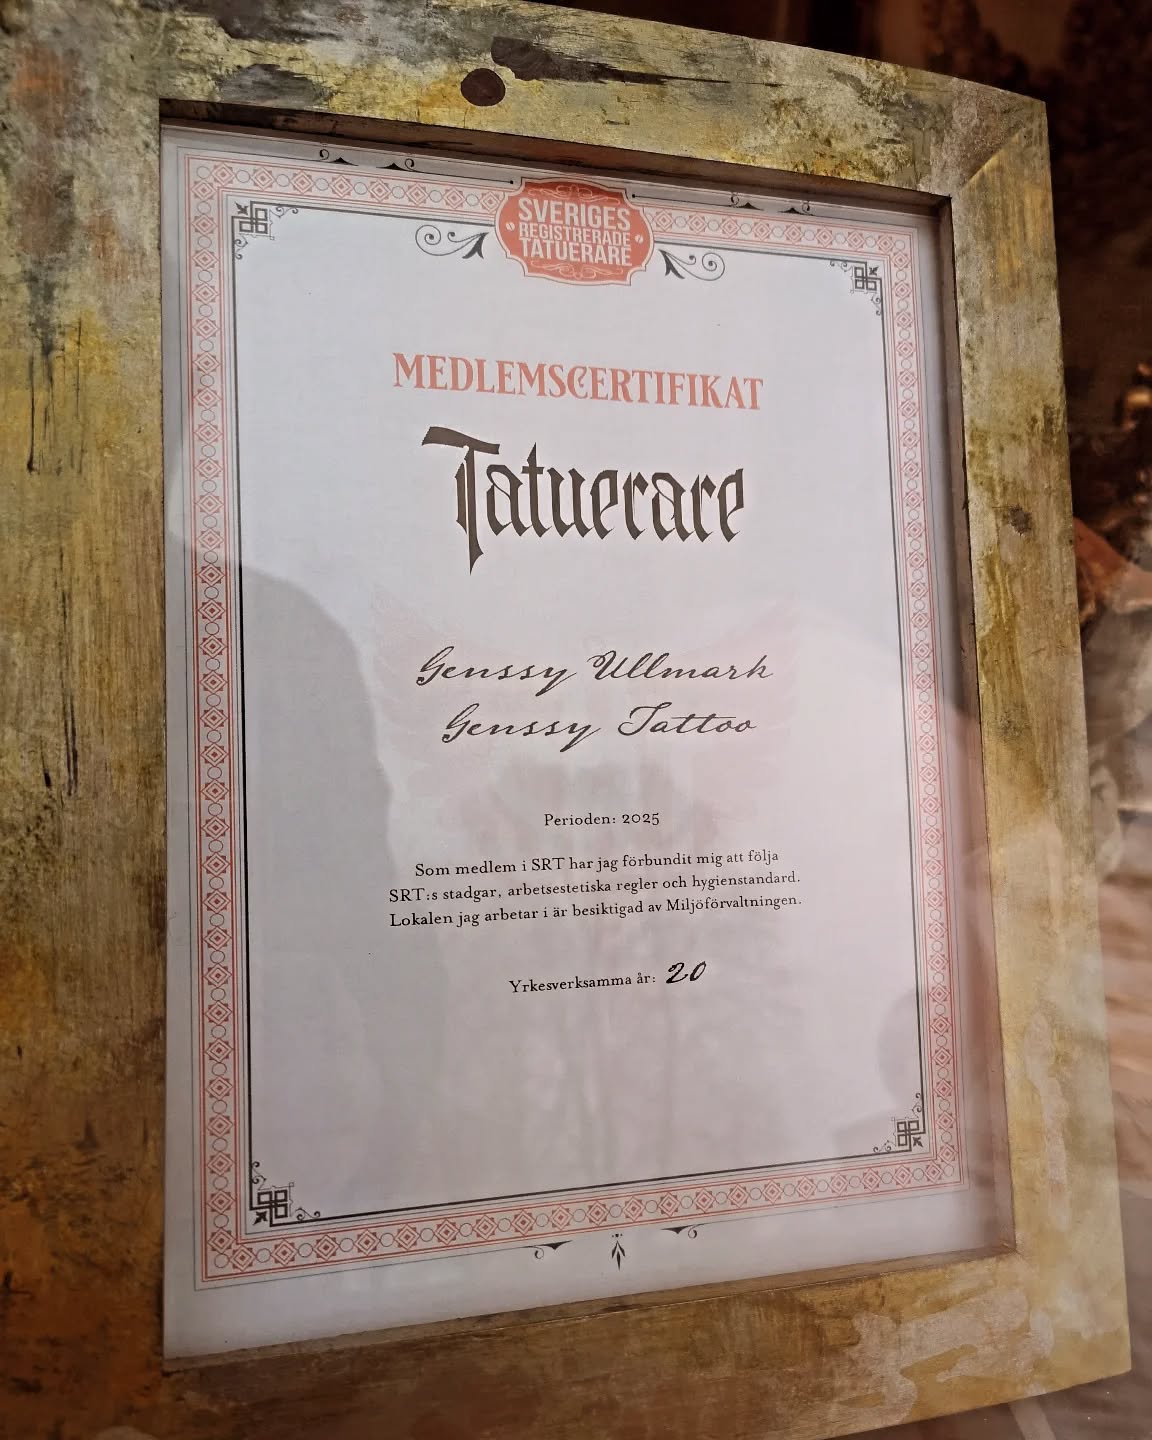 SVERIGES
REGISTRERADE
TATUERARE
MEDLEMSCERTIFIKAT
Tatuerare
Genssy Ullmark
Genssy Tattoo
Perioden: 2025
Som medlem i SRT har jag förbundit mig att följa
SRT:s stadgar, arbetsestetiska regler och hygienstandard.
Lokalen jag arbetar i är besiktigad av Miljöförvaltningen.
Yrkesverksamma år: 20